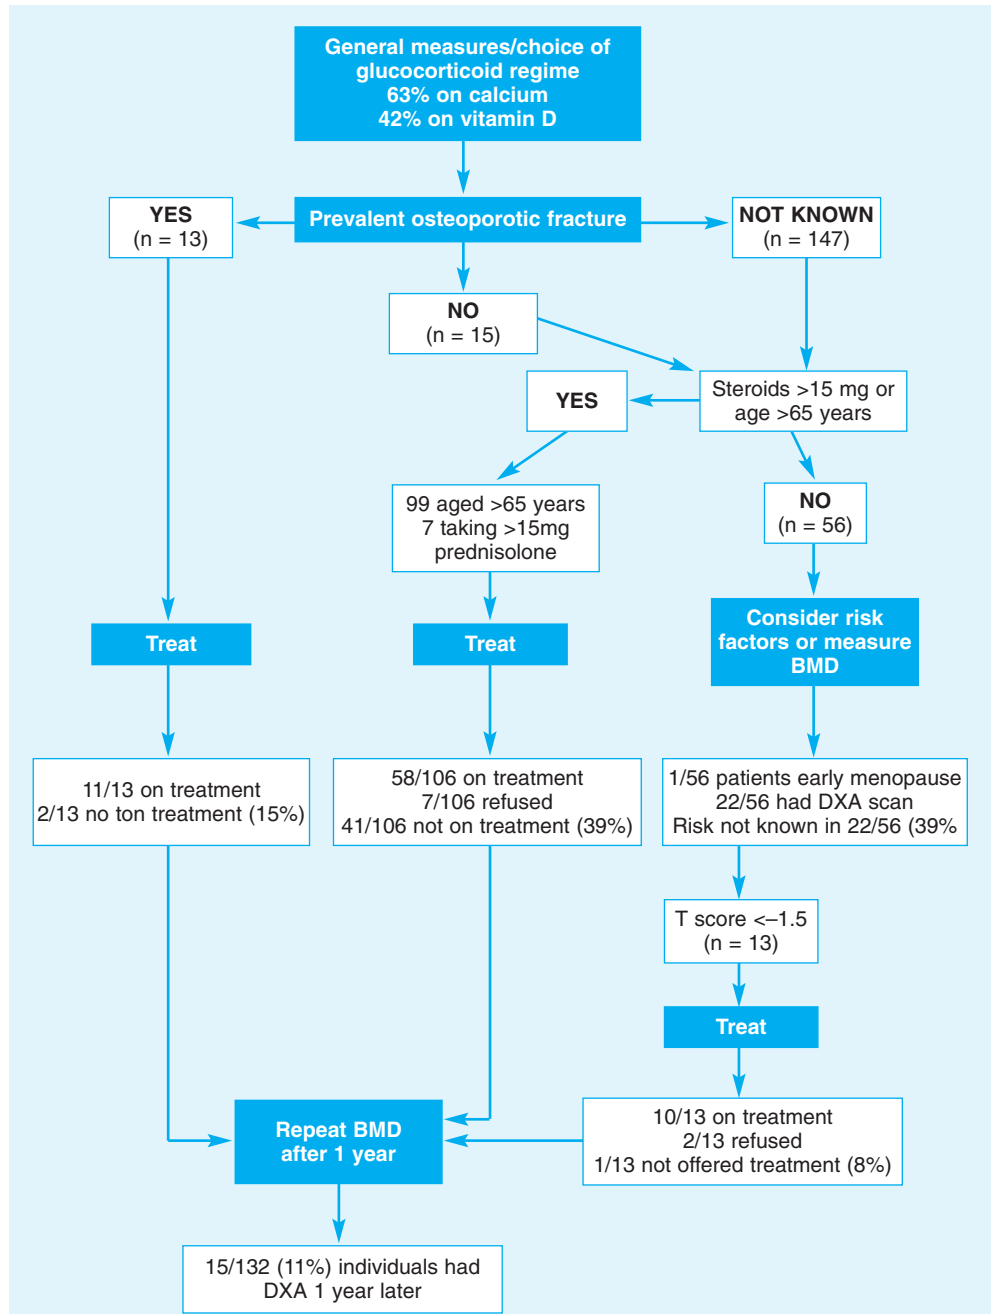 General measures/choice of
glucocorticoid regime
63% on calcium
42% on vitamin D
YES
(n = 13)
Prevalent osteoporotic fracture
NOT KNOWN
(n = 147)
NO
(n = 15)
Steroids >15 mg or
age >65 years
YES
99 aged >65 years
7 taking >15mg
prednisolone
NO
(n = 56)
Treat
Treat
Consider risk
factors or measure
BMD
11/13 on treatment
2/13 no ton treatment (15%)
58/106 on treatment
7/106 refused
41/106 not on treatment (39%)
1/56 patients early menopause
22/56 had DXA scan
Risk not known in 22/56 (39%
T score <–1.5
(n = 13)
Treat
10/13 on treatment
2/13 refused
1/13 not offered treatment (8%)
Repeat BMD
after 1 year
15/132 (11%) individuals had
DXA 1 year later